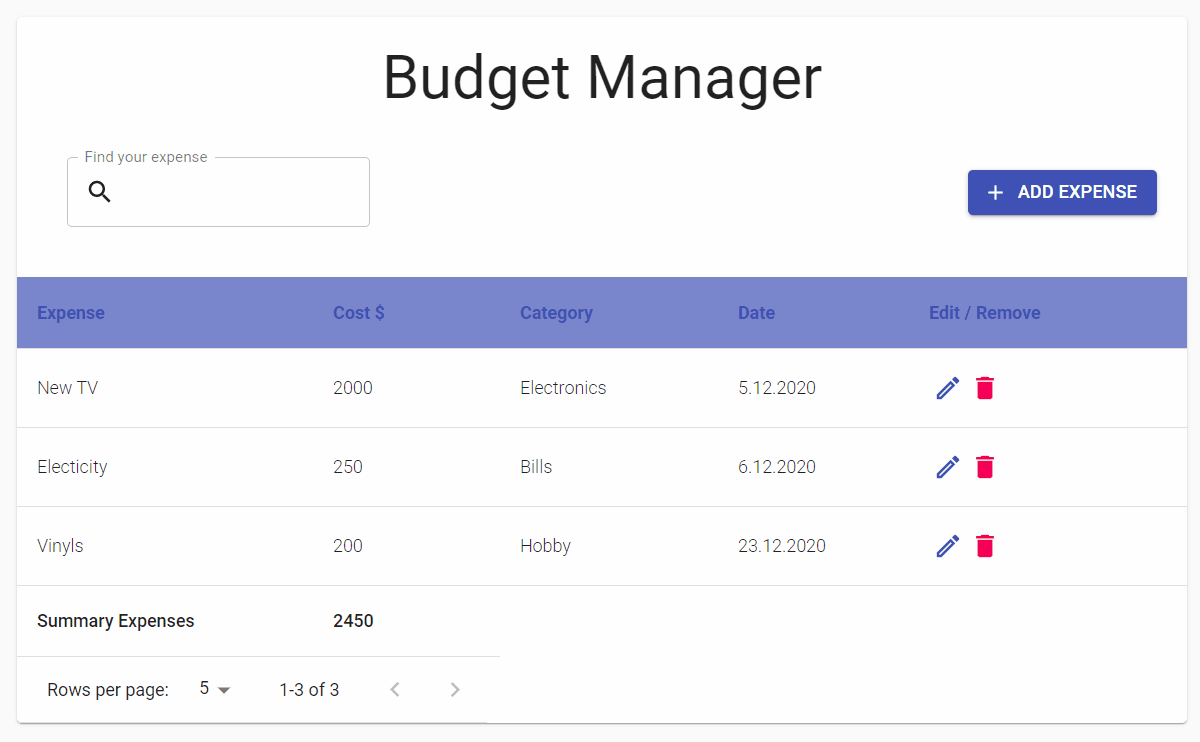 Budget Manager
Find your expense
ADD EXPENSE
Expense Cost $ Category Date Edit / Remove
New TV 2000 Electronics 5.12.2020
Electicity 250 Bills 6.12.2020
Vinyls 200 Hobby 23.12.2020
Summary Expenses 2450
Rows per page: 5 1-3 of 3